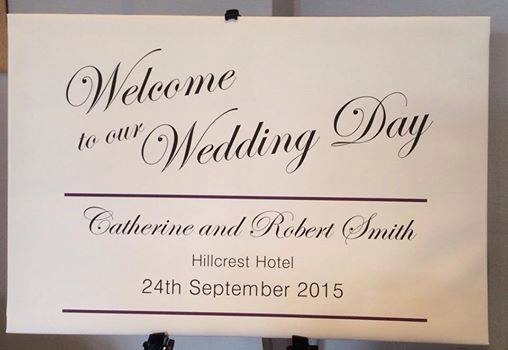 Welcome
to our Wedding Day
Catherine and Robert Smith
Hillcrest Hotel
24th September 2015